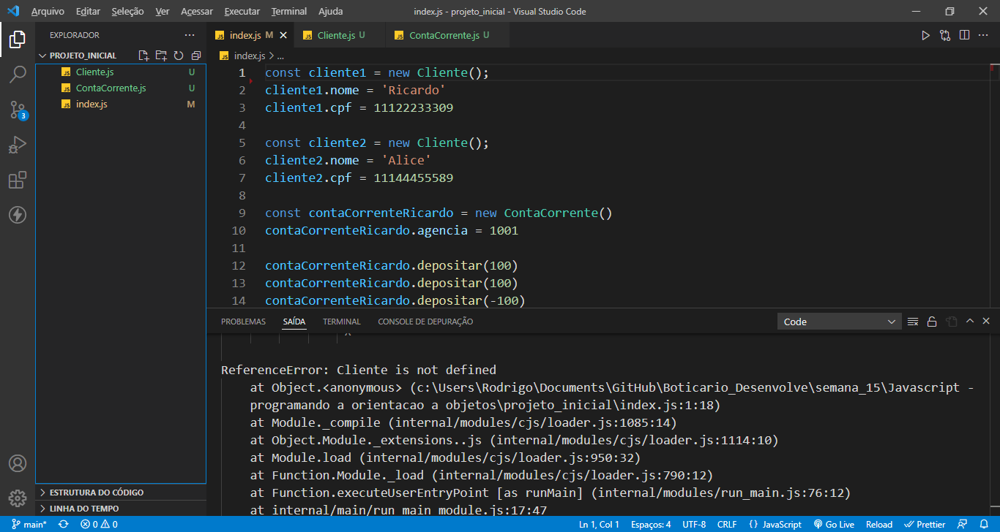 Arquivo Editar Seleção Ver Acessar Executar Terminal Ajuda index.js - projeto_inicial - Visual Studio Code
EXPLORADOR
PROJETO_INICIAL
JS Cliente.js U
JS ContaCorrente.js U
JS index.js M
3
ESTRUTURA DO CÓDIGO
LINHA DO TEMPO
JS index.js M JS Cliente.js U JS ContaCorrente.js U
JS index.js > ...
1 const cliente1 = new Cliente();
2 cliente1.nome = 'Ricardo'
3 cliente1.cpf = 11122233309
4
5 const cliente2 = new Cliente();
6 cliente2.nome = 'Alice'
7 cliente2.cpf = 11144455589
8
9 const contaCorrenteRicardo = new ContaCorrente()
10 contaCorrenteRicardo.agencia = 1001
11
12 contaCorrenteRicardo.depositar(100)
13 contaCorrenteRicardo.depositar(100)
14 contaCorrenteRicardo.depositar(-100)
PROBLEMAS SAÍDA TERMINAL CONSOLE DE DEPURAÇÃO Code
^
ReferenceError: Cliente is not defined
at Object.<anonymous> (c:\Users\Rodrigo\Documents\GitHub\Boticario_Desenvolve\semana_15\Javascript -
programando a orientacao a objetos\projeto_inicial\index.js:1:18)
at Module._compile (internal/modules/cjs/loader.js:1085:14)
at Object.Module._extensions..js (internal/modules/cjs/loader.js:1114:10)
at Module.load (internal/modules/cjs/loader.js:950:32)
at Function.Module._load (internal/modules/cjs/loader.js:790:12)
at Function.executeUserEntryPoint [as runMain] (internal/modules/run_main.js:76:12)
at internal/main/run_main_module.js:17:47
main* 0 0 Ln 1, Col 1 Espaços: 4 UTF-8 CRLF {} JavaScript Go Live Reload Prettier